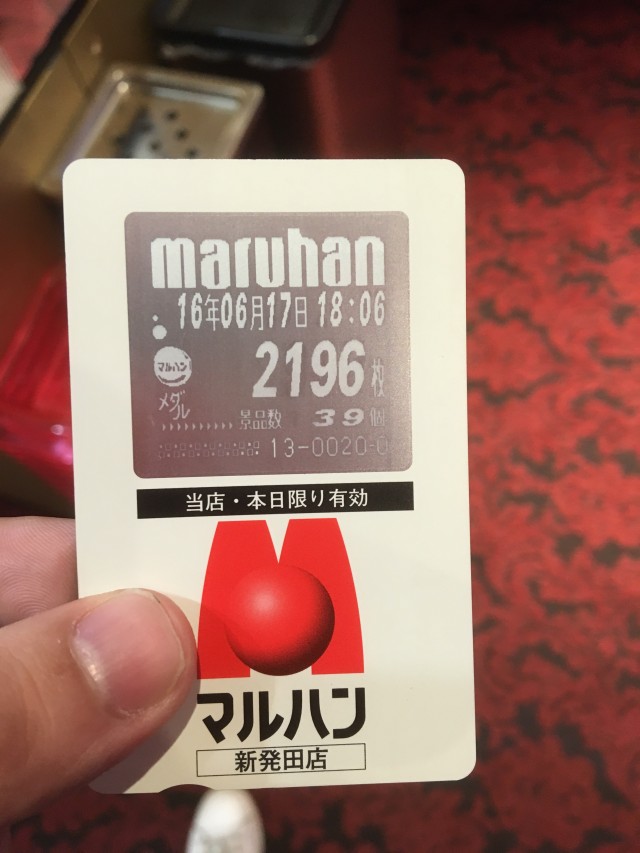 maruhan
16年06月17日 18:06
マルハン
2196枚
メダル
景品数 39個
13-0020-0
当店・本日限り有効
マルハン
新発田店